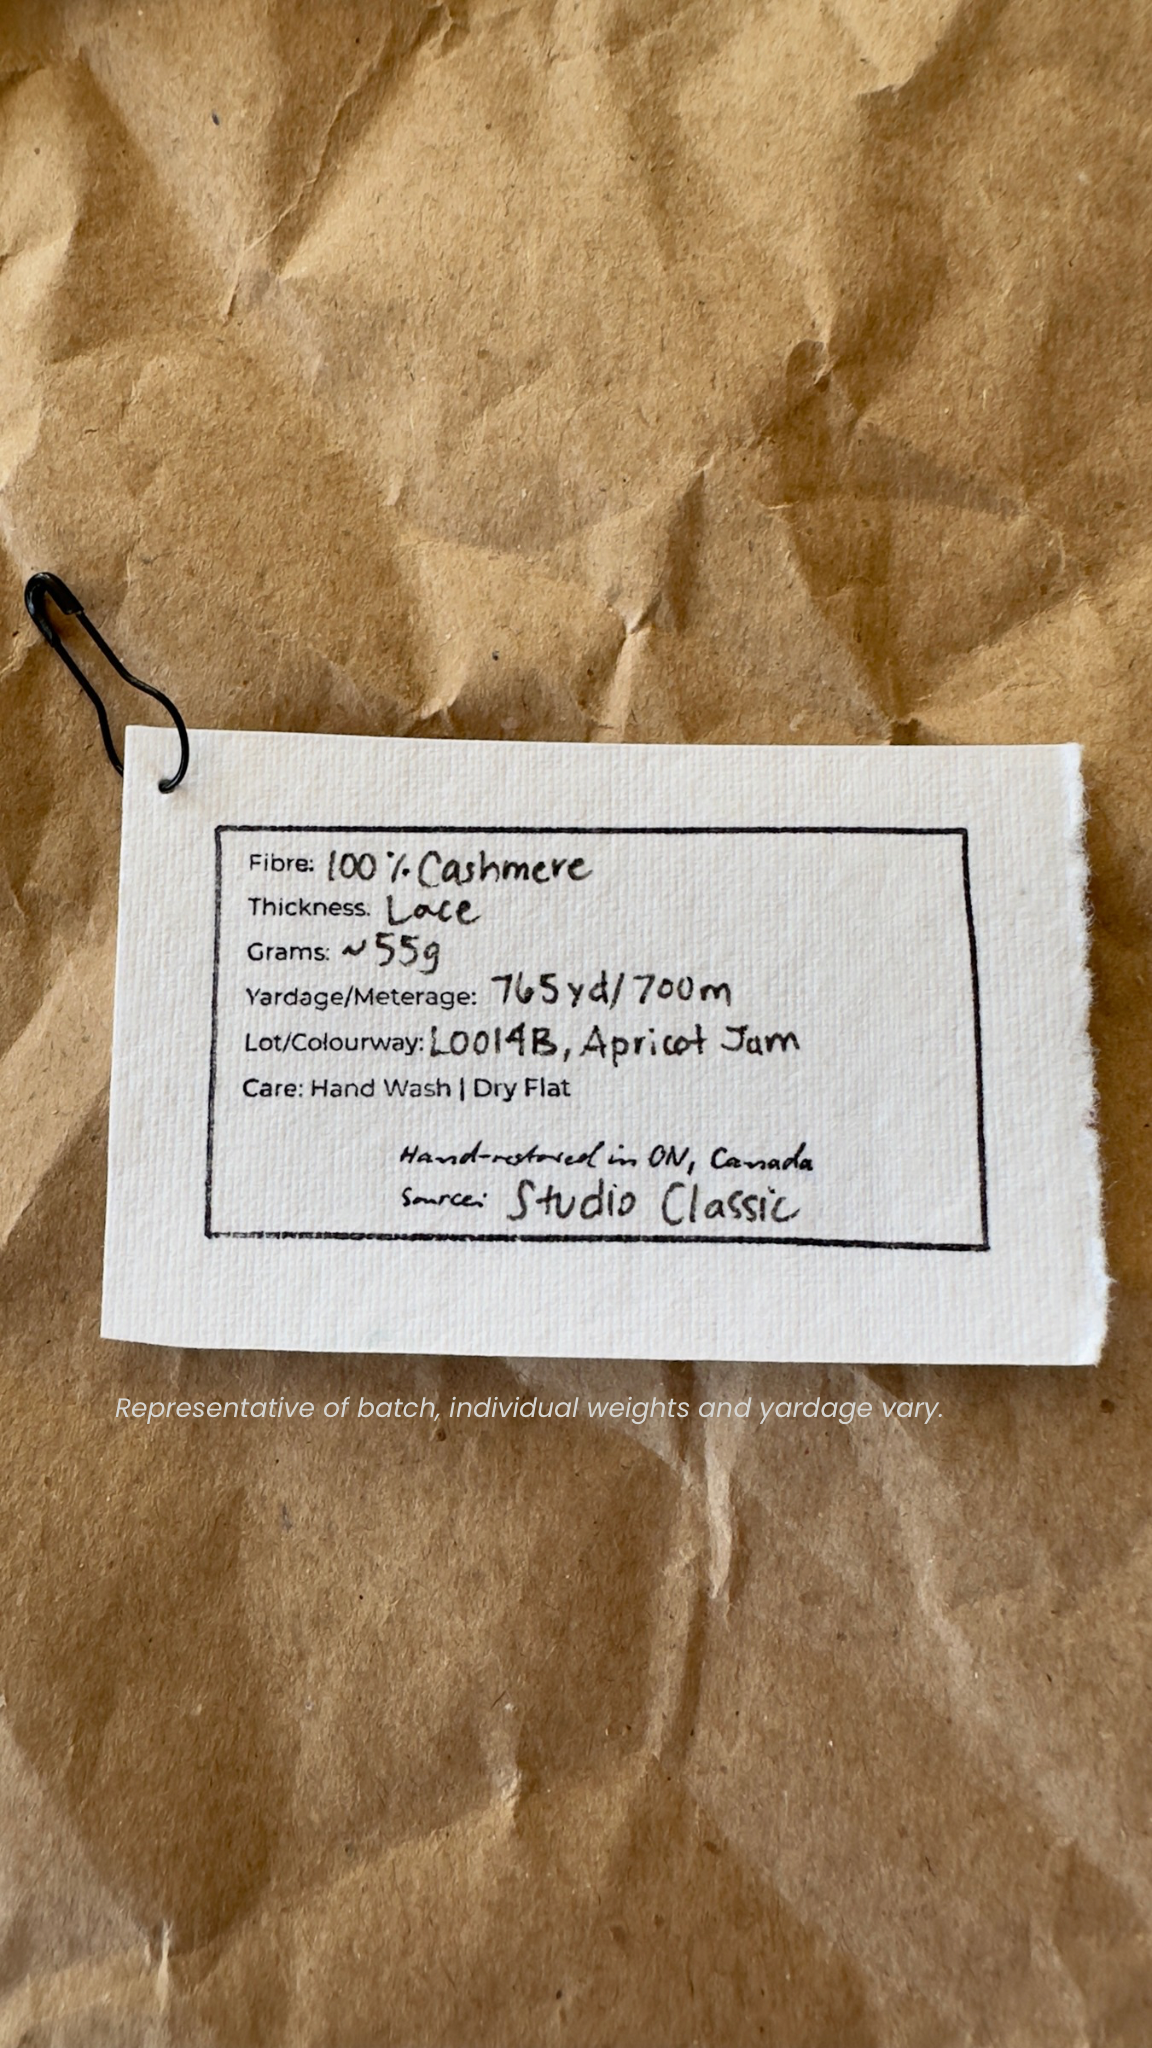 Fibre: 100% Cashmere
Thickness: Lace
Grams: ~55g
Yardage/Meterage: 765yd/700m
Lot/Colourway: L0014B, Apricot Jam
Care: Hand Wash | Dry Flat
Hand-restored in ON, Canada
Source: Studio Classic
Representative of batch, individual weights and yardage vary.